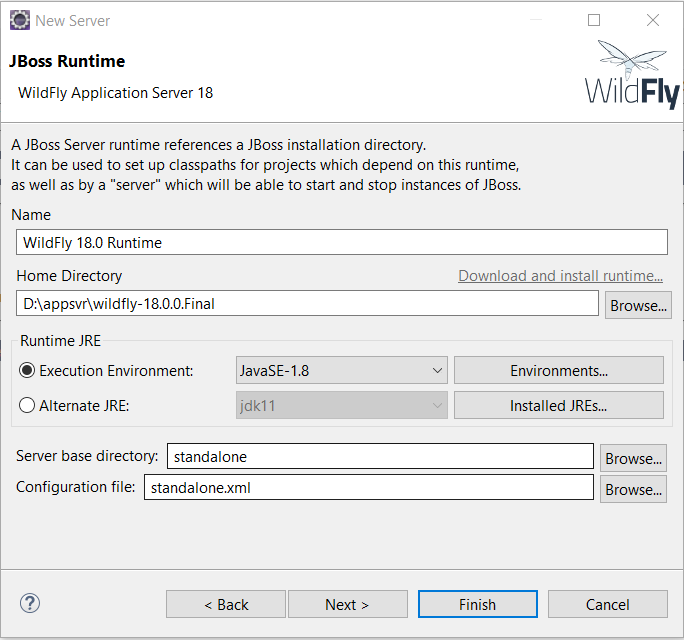 New Server
JBoss Runtime
WildFly Application Server 18
WildFly
A JBoss Server runtime references a JBoss installation directory.
It can be used to set up classpaths for projects which depend on this runtime,
as well as by a "server" which will be able to start and stop instances of JBoss.
Name
WildFly 18.0 Runtime
Home Directory
Download and install runtime...
D:\appsvr\wildfly-18.0.0.Final
Browse...
Runtime JRE
Execution Environment:
JavaSE-1.8
Environments...
Alternate JRE:
jdk11
Installed JREs...
Server base directory:
standalone
Browse...
Configuration file:
standalone.xml
Browse...
?
< Back
Next >
Finish
Cancel